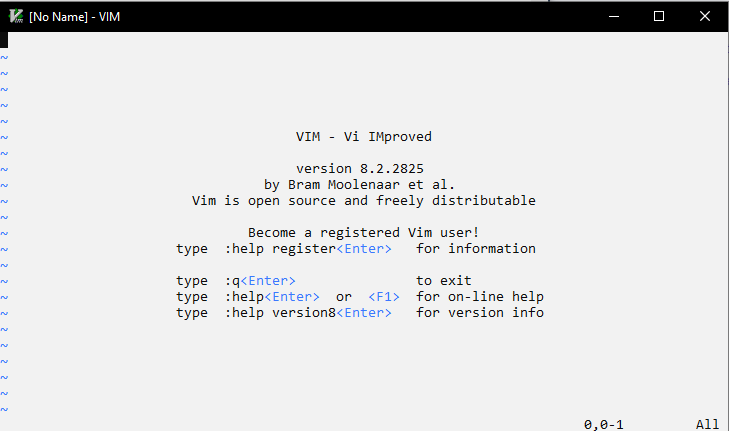 [No Name] - VIM
~
~
~
~
~
VIM - Vi IMproved
~
~
version 8.2.2825
~
by Bram Moolenaar et al.
~
Vim is open source and freely distributable
~
~
Become a registered Vim user!
~
type :help register<Enter> for information
~
~
type :q<Enter> to exit
~
type :help<Enter> or <F1> for on-line help
~
type :help version8<Enter> for version info
~
~
~
~
~
~
0,0-1 All